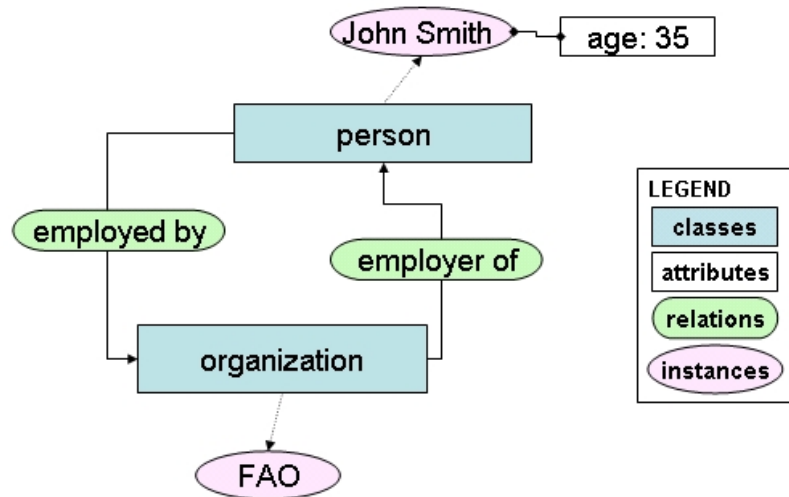 John Smith
age: 35
person
employed by
employer of
organization
FAO
LEGEND
classes
attributes
relations
instances